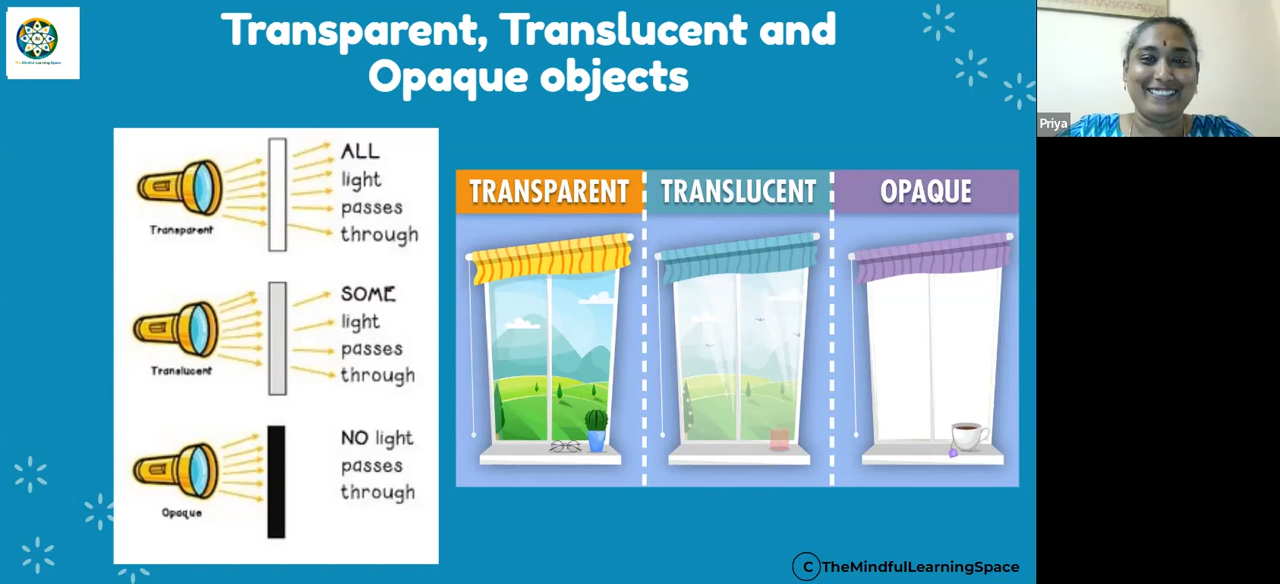 Transparent, Translucent and
Opaque objects
Priya
ALL
light
passes
through
Transparent
SOME
light
passes
through
Translucent
NO light
passes
through
Opaque
TRANSPARENT
TRANSLUCENT
OPAQUE
C TheMindfulLearningSpace